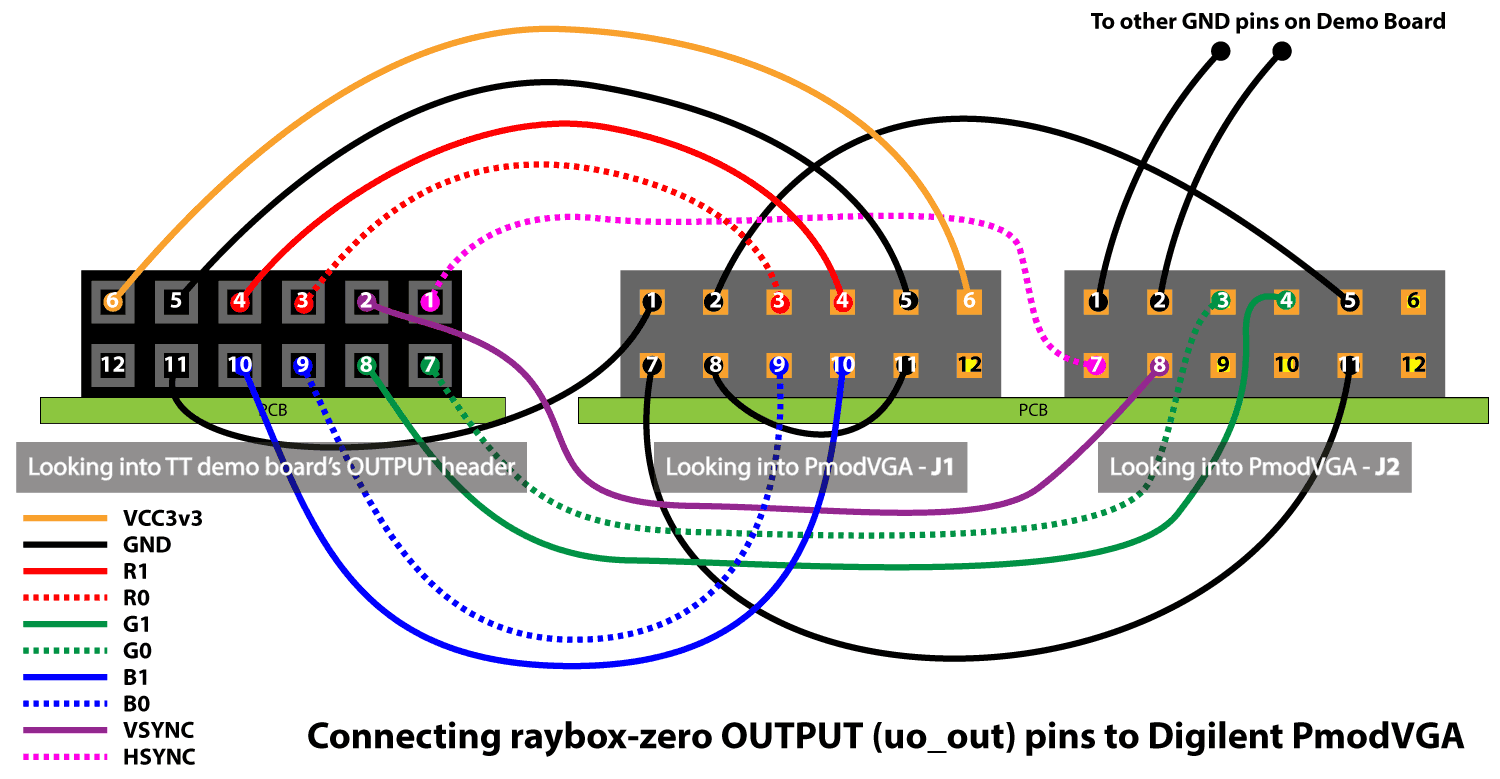 To other GND pins on Demo Board
6 5 4 3 2 1
1 2 3 4 5 6
1 2 3 4 5 6
12 11 10 9 8 7
7 8 9 10 11 12
7 8 9 10 11 12
PCB
PCB
Looking into TT demo board's OUTPUT header
Looking into PmodVGA - J1
Looking into PmodVGA - J2
VCC3v3
GND
R1
R0
G1
G0
B1
B0
VSYNC
HSYNC
Connecting raybox-zero OUTPUT (uo_out) pins to Digilent PmodVGA